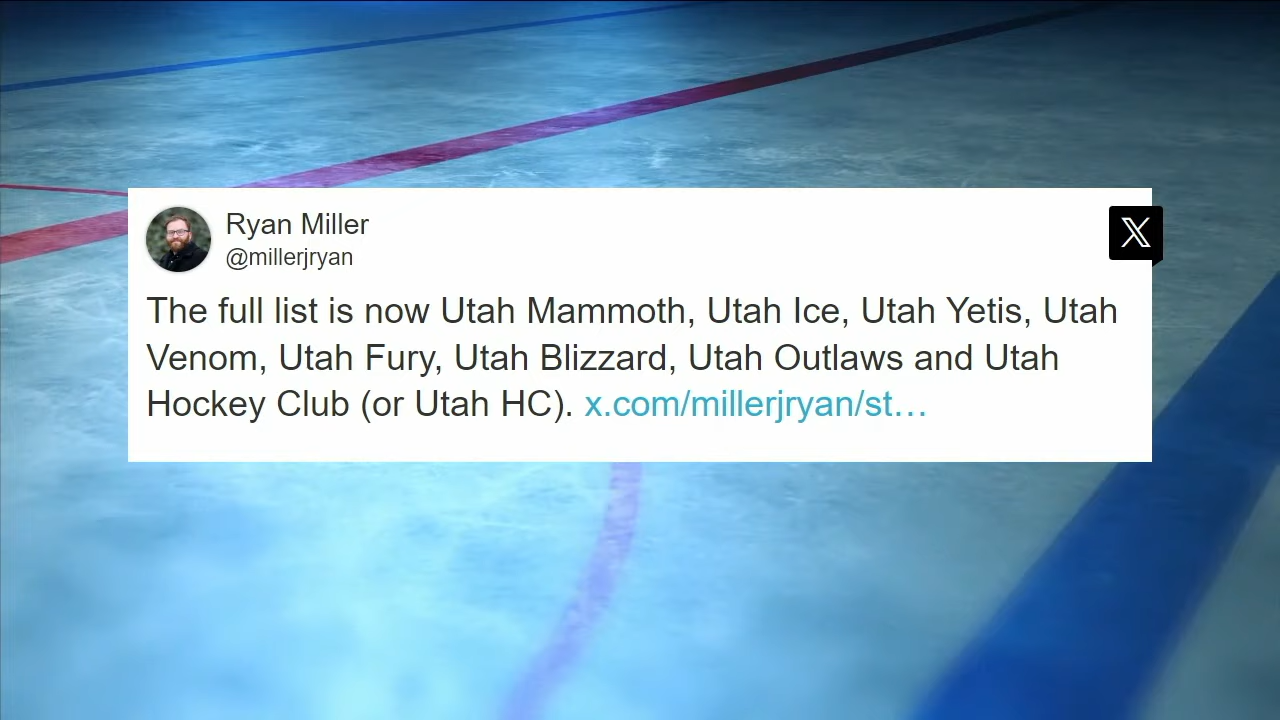 Ryan Miller
@millerjryan
The full list is now Utah Mammoth, Utah Ice, Utah Yetis, Utah
Venom, Utah Fury, Utah Blizzard, Utah Outlaws and Utah
Hockey Club (or Utah HC). x.com/millerjryan/st…